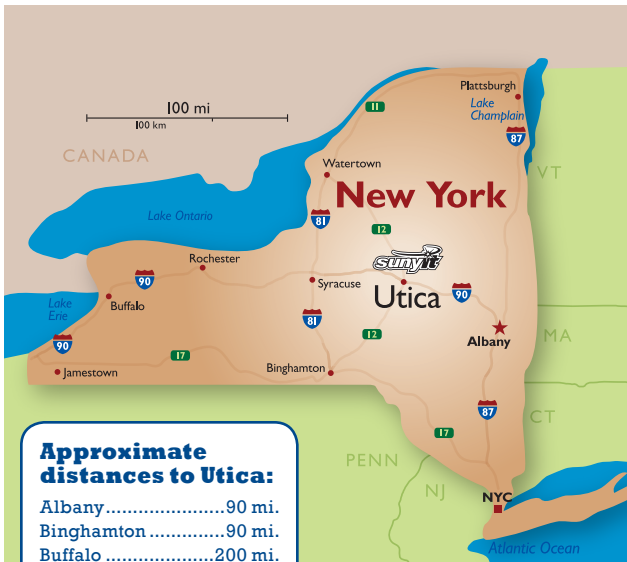 100 mi
100 km
CANADA
Plattsburgh
Lake
Champlain
11
87
VT
Watertown
New York
Lake Ontario
81
12
sunyit
Rochester
90
Syracuse
Utica
90
Lake
Erie
Buffalo
81
12
Albany
MA
90
17
Jamestown
Binghamton
87
CT
17
PENN
NJ
NYC
Atlantic Ocean
Approximate
distances to Utica:
Albany......................90 mi.
Binghamton ..............90 mi.
Buffalo ....................200 mi.